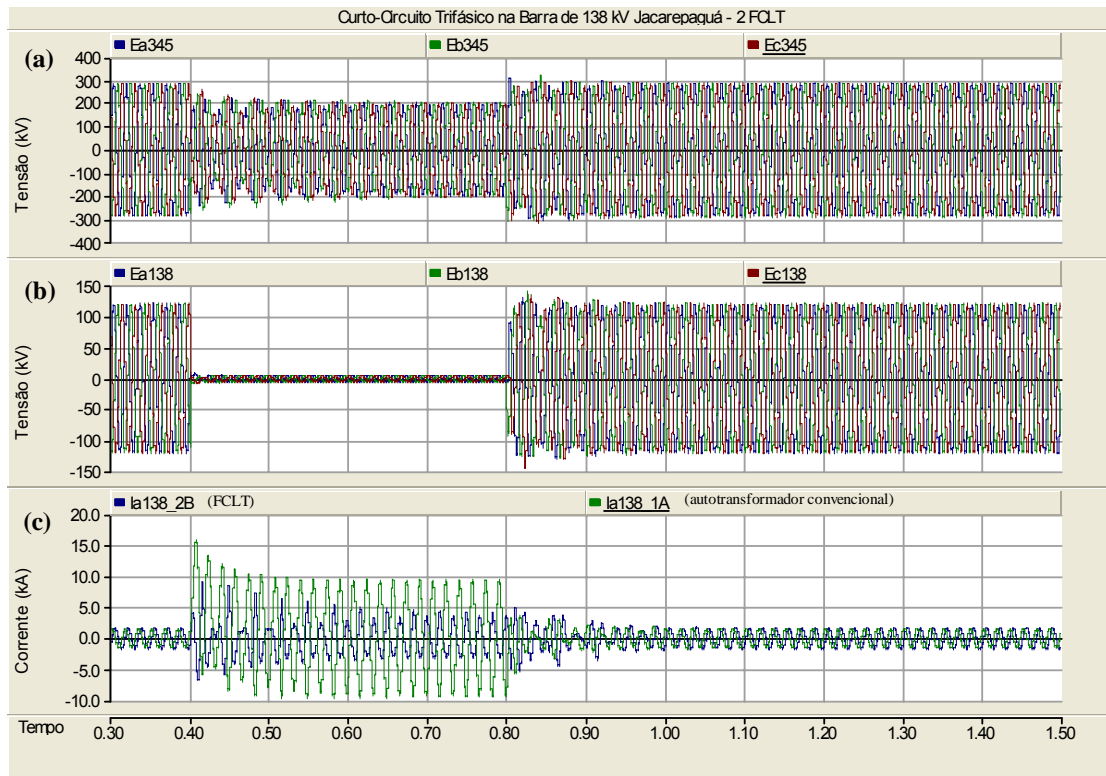 Curto-Circuito Trifásico na Barra de 138 kV Jacarepaguá - 2 FCLT
(a)
Ea345 Eb345 Ec345
Tensão (kV)
400
300
200
100
0
-100
-200
-300
-400
(b)
Ea138 Eb138 Ec138
Tensão (kV)
150
100
50
0
-50
-100
-150
(c)
Ia138_2B (FCLT) Ia138_1A (autotransformador convencional)
Corrente (kA)
20.0
15.0
10.0
5.0
0.0
-5.0
-10.0
Tempo 0.30 0.40 0.50 0.60 0.70 0.80 0.90 1.00 1.10 1.20 1.30 1.40 1.50